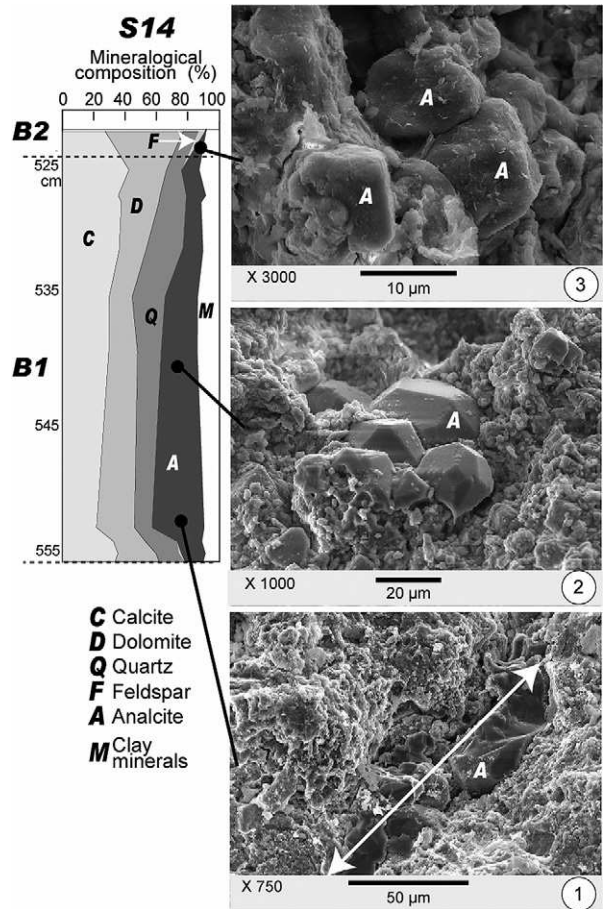 S14
Mineralogical
composition (%)
0 20 40 60 80 100
B2
F
525
cm
D
C
535
Q
M
B1
545
A
555
C Calcite
D Dolomite
Q Quartz
F Feldspar
A Analcite
M Clay
minerals
A
A
A
X 3000
10 µm
3
A
X 1000
20 µm
2
A
X 750
50 µm
1